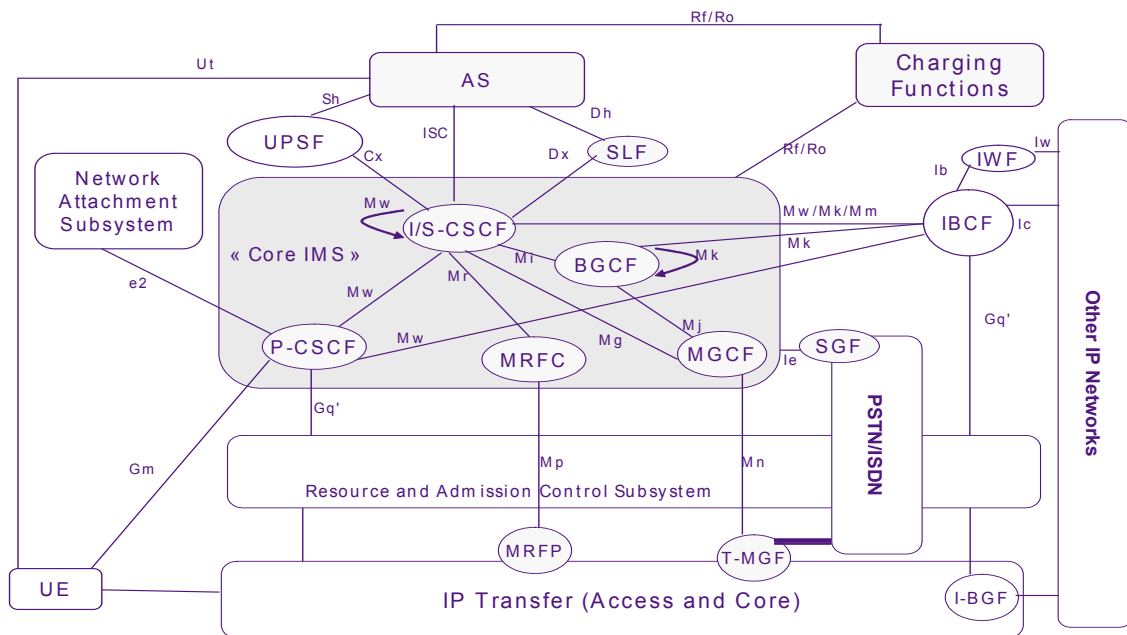 Rf/Ro
Ut
AS
Charging
Functions
Sh
Dh
ISC
UPSF
SLF
Cx
Dx
Rf/Ro
Iw
IWF
Ib
Network
Attachment
Subsystem
Mw
Mw/Mk/Mm
IBCF
Ic
I/S-CSCF
Mk
« Core IMS »
Mi
BGCF
Mk
Mr
e2
Mw
Mw
Mg
Mj
Gq'
P-CSCF
MRFC
MGCF
Ie
SGF
Other IP Networks
PSTN/ISDN
Gq'
Gm
Mp
Mn
Resource and Admission Control Subsystem
MRFP
T-MGF
UE
IP Transfer (Access and Core)
I-BGF